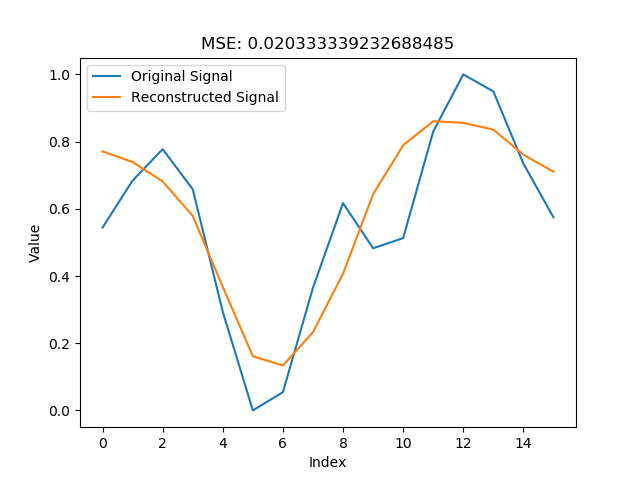 MSE: 0.020333339232688485
Original Signal
Reconstructed Signal
1.0
0.8
0.6
0.4
0.2
0.0
Value
0 2 4 6 8 10 12 14
Index